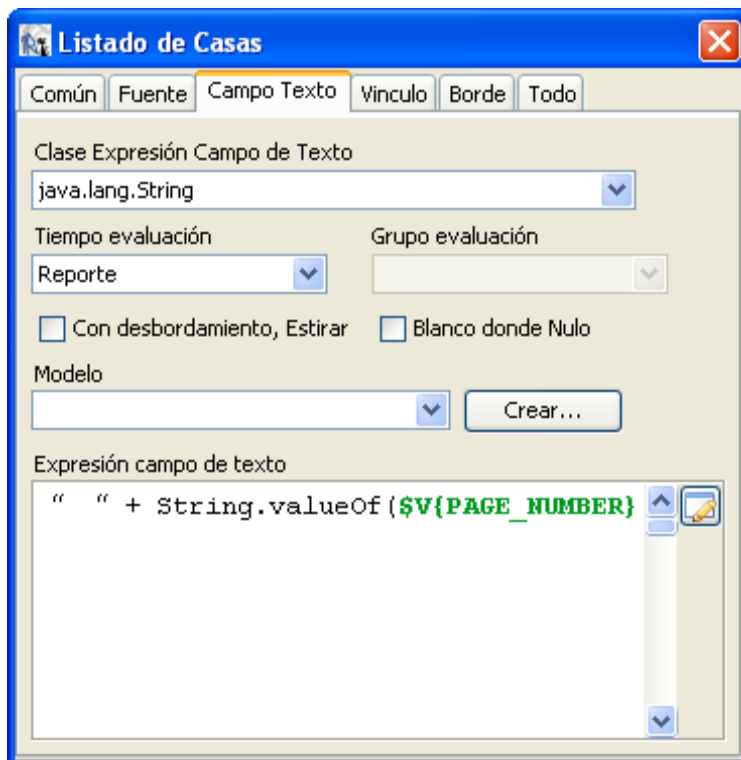 Listado de Casas
Común Fuente Campo Texto Vinculo Borde Todo
Clase Expresión Campo de Texto
java.lang.String
Tiempo evaluación Grupo evaluación
Reporte
Con desbordamiento, Estirar Blanco donde Nulo
Modelo
Crear...
Expresión campo de texto
“ “ + String.valueOf($V{PAGE_NUMBER}